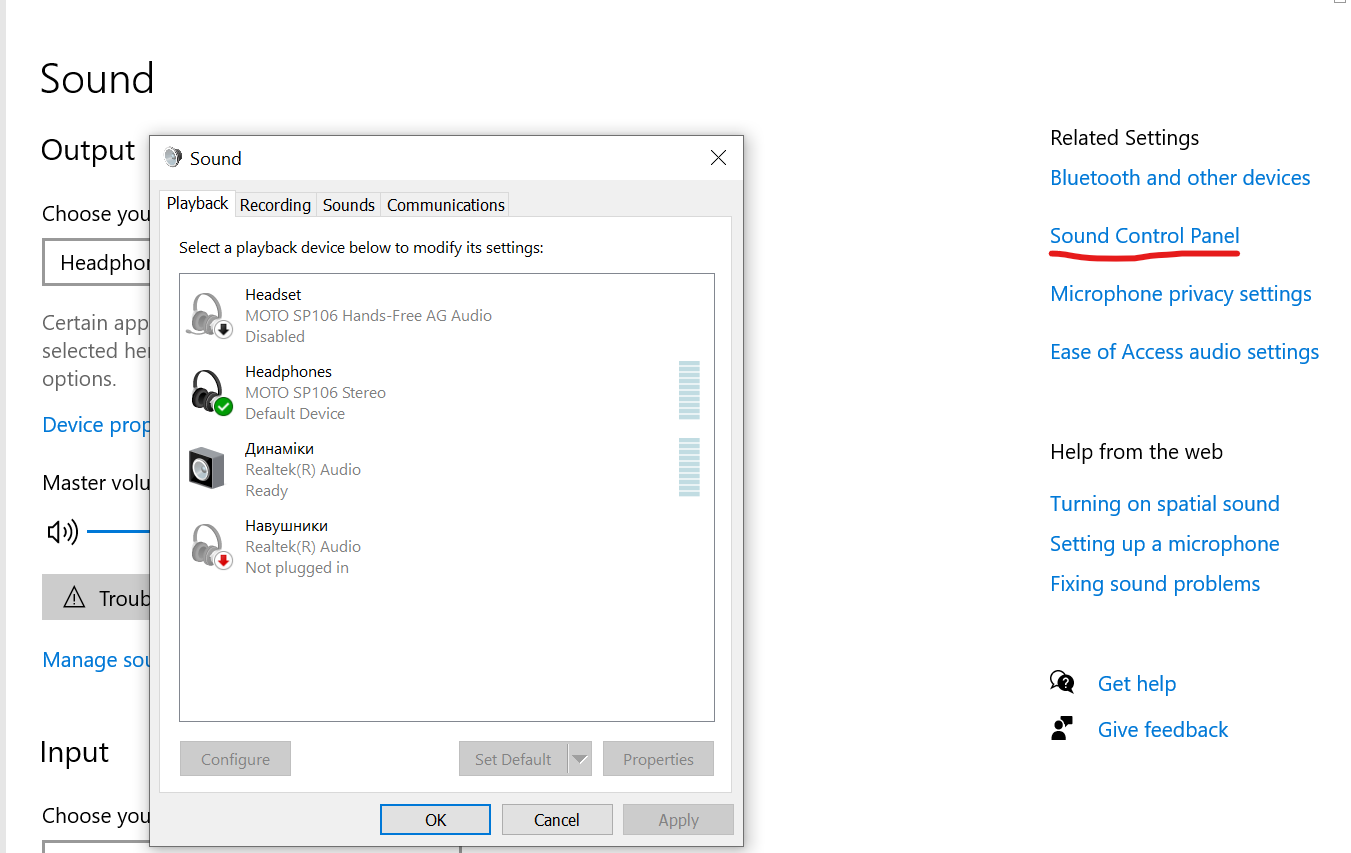 Sound
Output
Choose you
Headphor
Certain app
selected her
options.
Device prop
Master volu
Troub
Manage sou
Input
Choose you
Sound
Playback
Recording
Sounds
Communications
Select a playback device below to modify its settings:
Headset
MOTO SP106 Hands-Free AG Audio
Disabled
Headphones
MOTO SP106 Stereo
Default Device
Динаміки
Realtek(R) Audio
Ready
Навушники
Realtek(R) Audio
Not plugged in
Configure
Set Default
Properties
OK
Cancel
Apply
Related Settings
Bluetooth and other devices
Sound Control Panel
Microphone privacy settings
Ease of Access audio settings
Help from the web
Turning on spatial sound
Setting up a microphone
Fixing sound problems
Get help
Give feedback